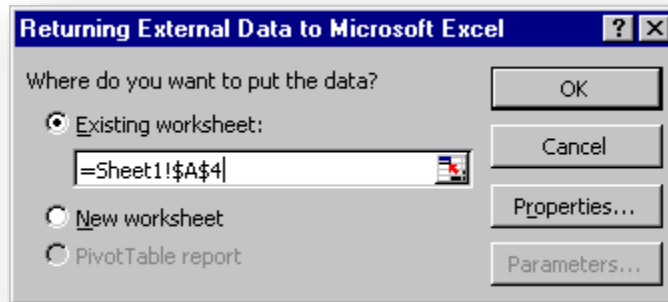 Returning External Data to Microsoft Excel
Where do you want to put the data?
Existing worksheet:
=Sheet1!$A$4
New worksheet
PivotTable report
OK
Cancel
Properties...
Parameters...